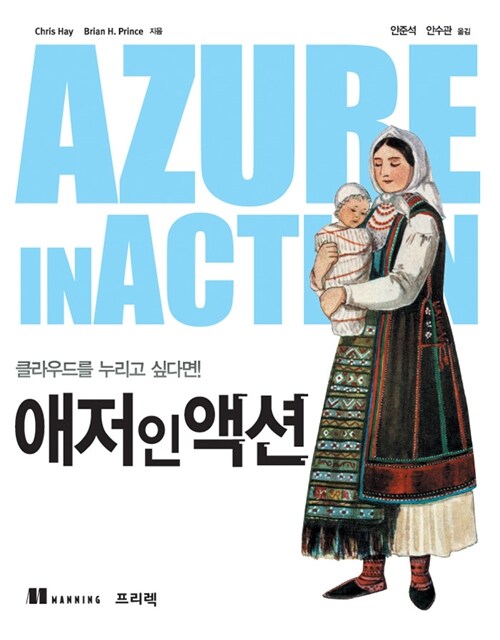 Chris Hay Brian H. Prince 지음
안준석 안수관 옮김
AZURE
IN ACTION
클라우드를 누리고 싶다면!
애저 인 액션
MANNING 프리렉